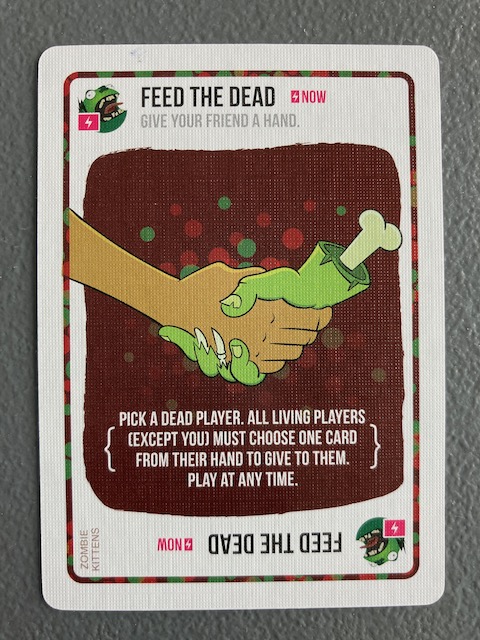 FEED THE DEAD NOW
GIVE YOUR FRIEND A HAND.
PICK A DEAD PLAYER. ALL LIVING PLAYERS
(EXCEPT YOU) MUST CHOOSE ONE CARD
FROM THEIR HAND TO GIVE TO THEM.
PLAY AT ANY TIME.
ZOMBIE
KITTENS
FEED THE DEAD NOW